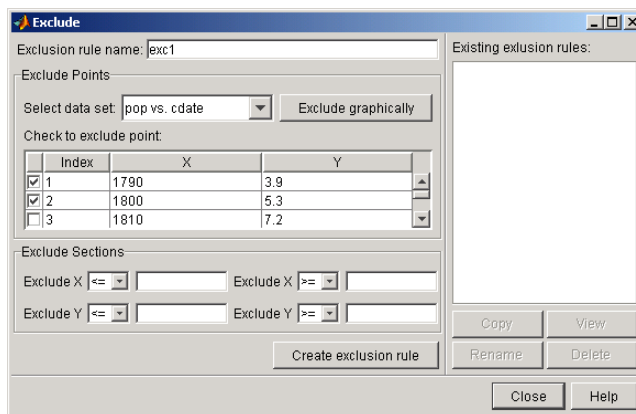 Exclude
Exclusion rule name: exc1
Existing exlusion rules:
Exclude Points
Select data set: pop vs. cdate
Exclude graphically
Check to exclude point:
Index X Y
1 1790 3.9
2 1800 5.3
3 1810 7.2
Exclude Sections
Exclude X <= Exclude X >=
Exclude Y <= Exclude Y >=
Create exclusion rule
Copy View
Rename Delete
Close Help